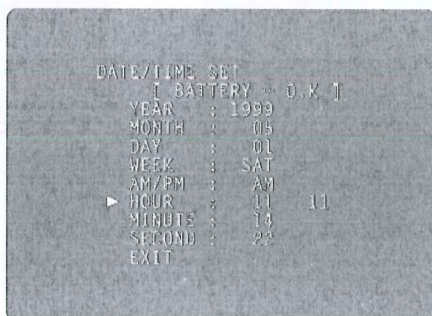 DATE/TIME SET
[ BATTERY - O.K ]
YEAR : 1999
MONTH : 05
DAY : 01
WEEK : SAT
AM/PM : AM
HOUR : 11 11
MINUTE : 14
SECOND : 22
EXIT